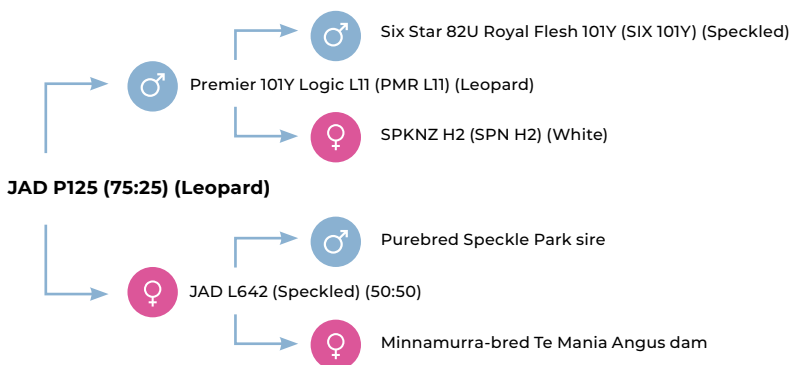 Six Star 82U Royal Flesh 101Y (SIX 101Y) (Speckled)
Premier 101Y Logic L11 (PMR L11) (Leopard)
SPKNZ H2 (SPN H2) (White)
JAD P125 (75:25) (Leopard)
Purebred Speckle Park sire
JAD L642 (Speckled) (50:50)
Minnamurra-bred Te Mania Angus dam